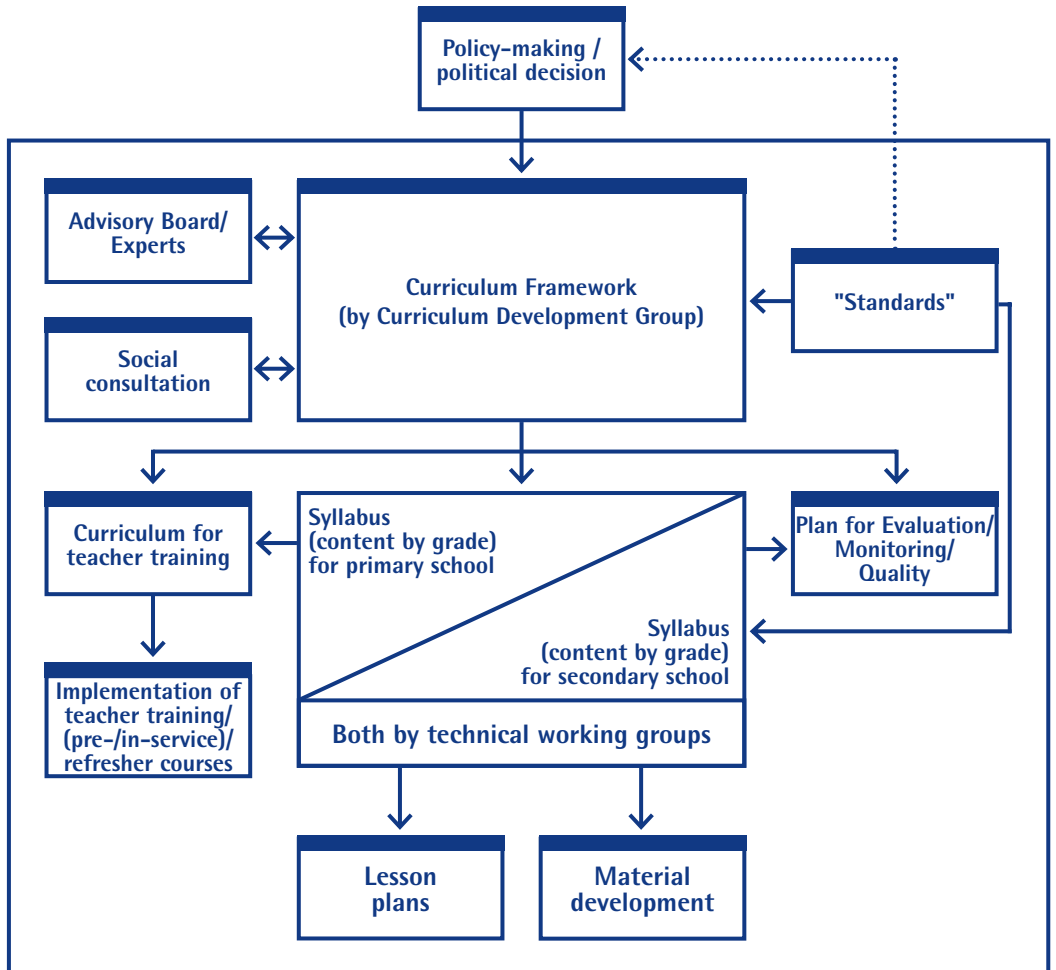 Policy-making /
political decision
Advisory Board/
Experts
Curriculum Framework
(by Curriculum Development Group)
"Standards"
Social
consultation
Curriculum for
teacher training
Syllabus
(content by grade)
for primary school
Plan for Evaluation/
Monitoring/
Quality
Syllabus
(content by grade)
for secondary school
Implementation of
teacher training/
(pre-/in-service)/
refresher courses
Both by technical working groups
Lesson
plans
Material
development